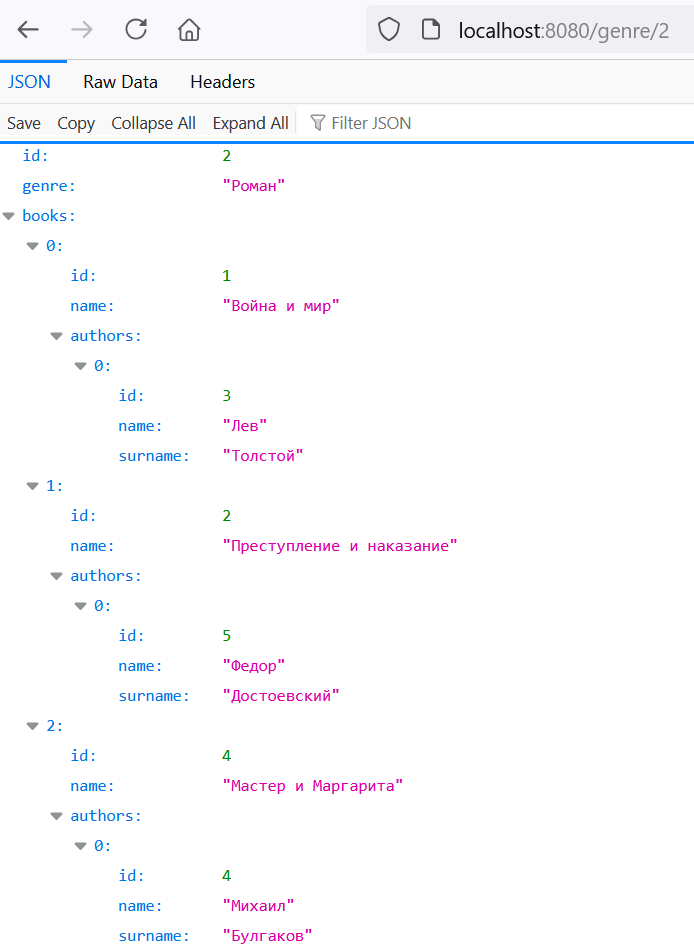 localhost:8080/genre/2
JSON Raw Data Headers
Save Copy Collapse All Expand All Filter JSON
id: 2
genre: "Роман"
books:
0:
id: 1
name: "Война и мир"
authors:
0:
id: 3
name: "Лев"
surname: "Толстой"
1:
id: 2
name: "Преступление и наказание"
authors:
0:
id: 5
name: "Федор"
surname: "Достоевский"
2:
id: 4
name: "Мастер и Маргарита"
authors:
0:
id: 4
name: "Михаил"
surname: "Булгаков"